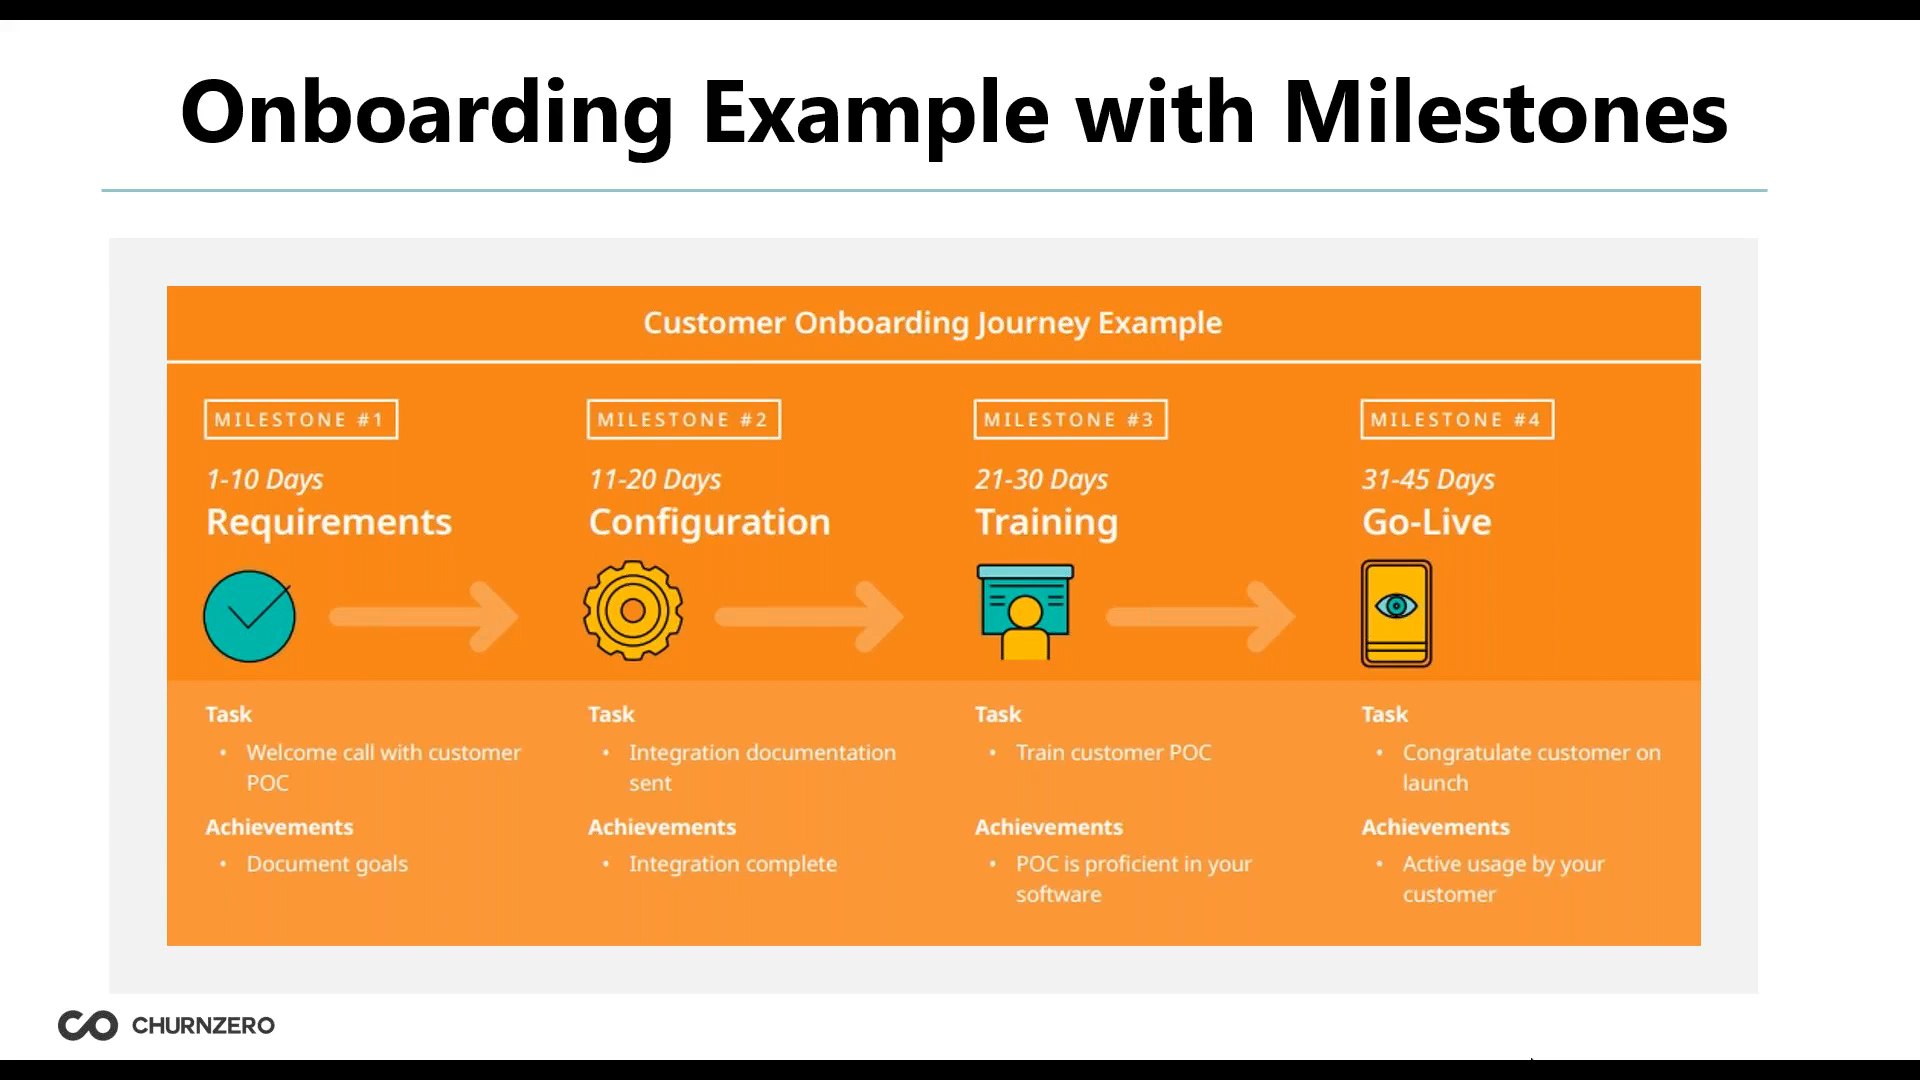 Onboarding Example with Milestones
Customer Onboarding Journey Example
MILESTONE #1
1-10 Days
Requirements
Task
• Welcome call with customer
POC
Achievements
• Document goals
MILESTONE #2
11-20 Days
Configuration
Task
• Integration documentation
sent
Achievements
• Integration complete
MILESTONE #3
21-30 Days
Training
Task
• Train customer POC
Achievements
• POC is proficient in your
software
MILESTONE #4
31-45 Days
Go-Live
Task
• Congratulate customer on
launch
Achievements
• Active usage by your
customer
CHURNZERO